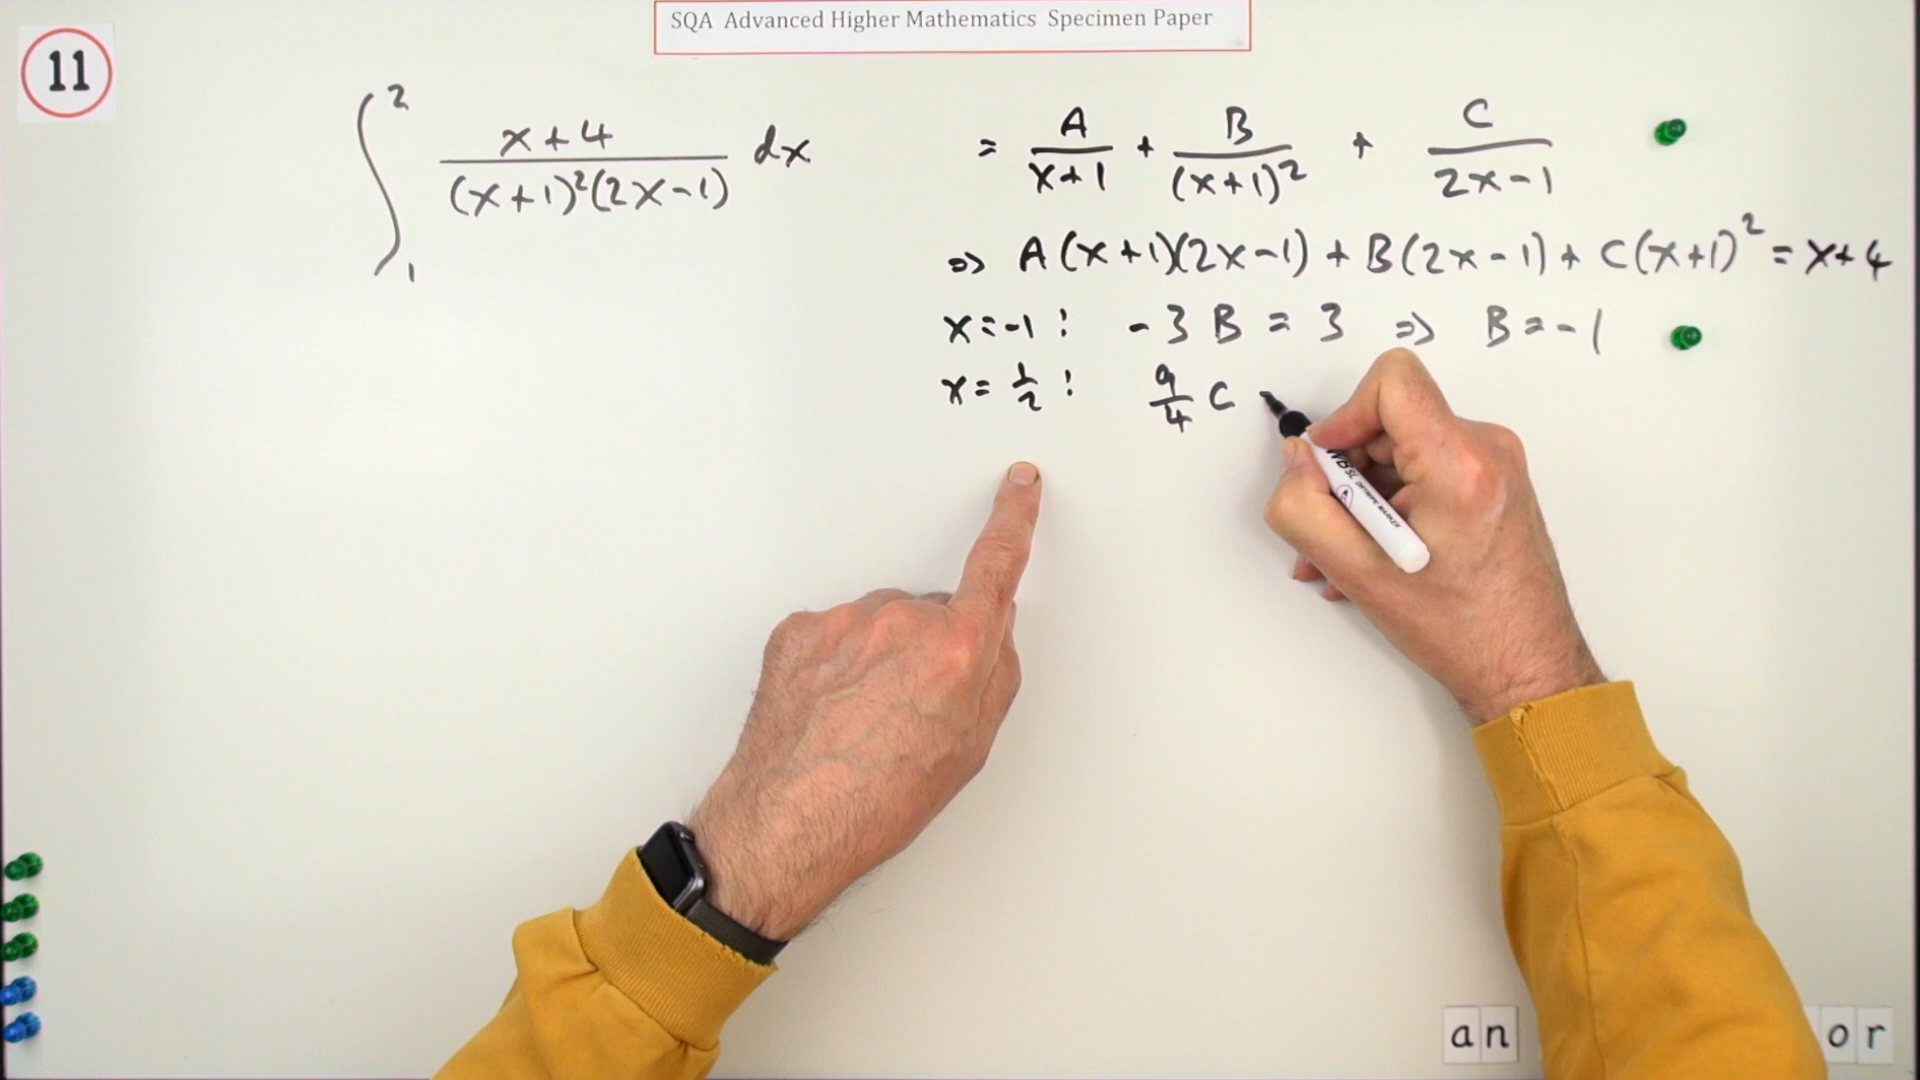 SQA Advanced Higher Mathematics Specimen Paper
11
∫₁² (x+4)/((x+1)²(2x-1)) dx = A/(x+1) + B/(x+1)² + C/(2x-1)
⇒ A(x+1)(2x-1) + B(2x-1) + C(x+1)² = x+4
x=-1 : -3B = 3 ⇒ B=-1
x=1/2 : 9/4 C
WB
an or